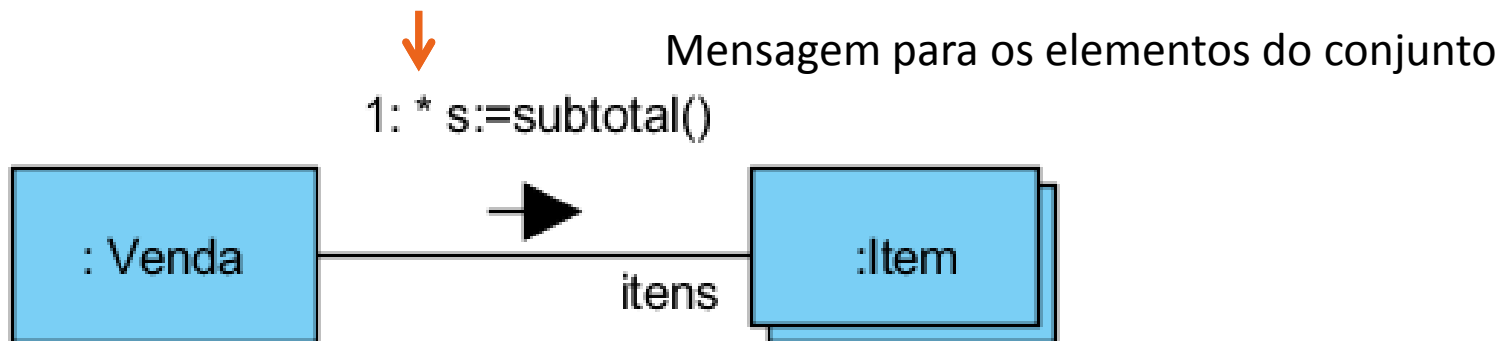 Mensagem para os elementos do conjunto
1: * s:=subtotal()
: Venda
:Item
itens